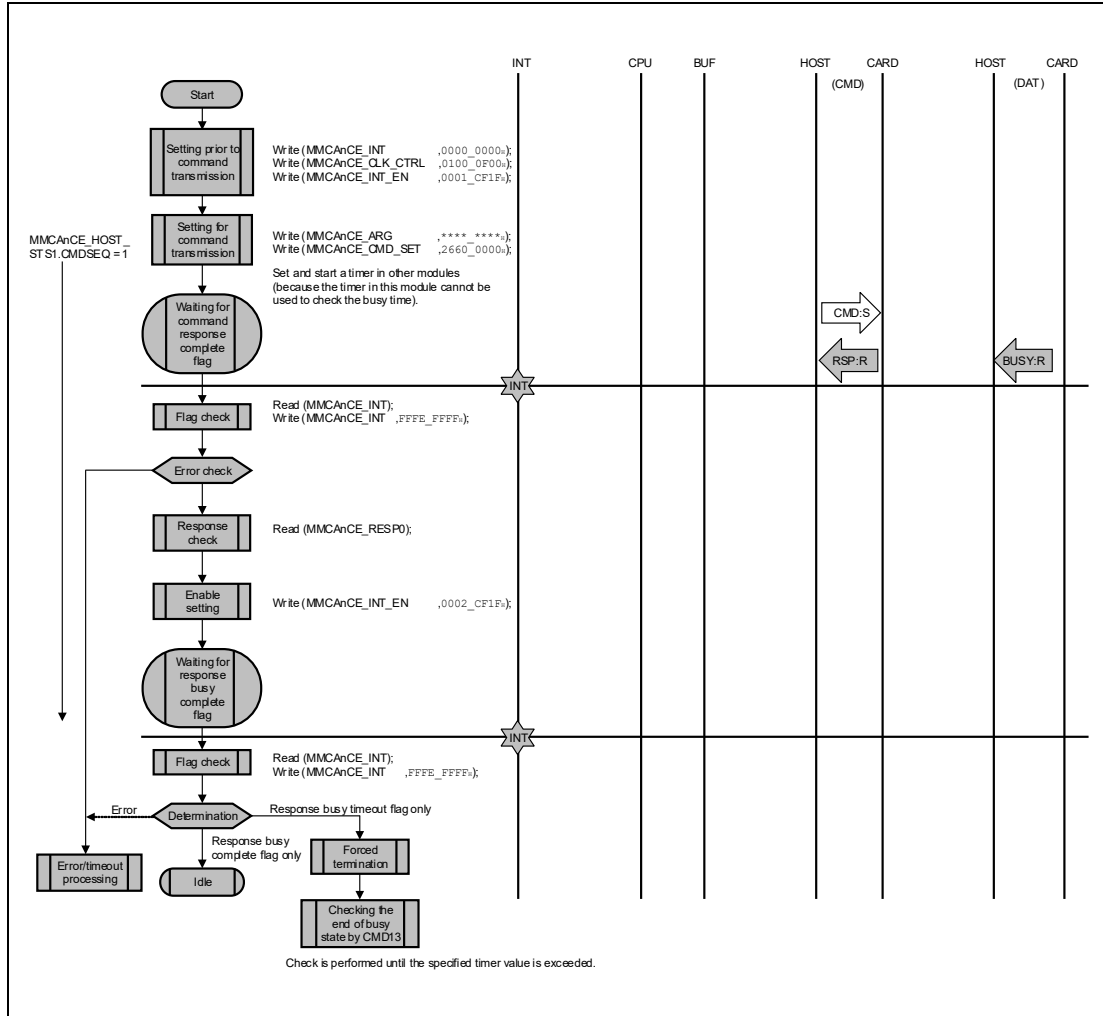 INT CPU BUF HOST CARD HOST CARD
(CMD) (DAT)
Start
Setting prior to
command
transmission
Write (MMCAnCE_INT ,0000_0000H);
Write (MMCAnCE_CLK_CTRL ,0100_0F00H);
Write (MMCAnCE_INT_EN ,0001_CF1FH);
MMCAnCE_HOST_
STS1.CMDSEQ = 1
Setting for
command
transmission
Write (MMCAnCE_ARG ,****_****H);
Write (MMCAnCE_CMD_SET ,2660_0000H);
Set and start a timer in other modules
(because the timer in this module cannot be
used to check the busy time).
Waiting for
command
response
complete
flag
CMD:S
RSP:R
BUSY:R
INT
Flag check
Read (MMCAnCE_INT);
Write (MMCAnCE_INT ,FFFE_FFFFH);
Error check
Response
check
Read (MMCAnCE_RESP0);
Enable
setting
Write (MMCAnCE_INT_EN ,0002_CF1FH);
Waiting for
response
busy
complete
flag
INT
Flag check
Read (MMCAnCE_INT);
Write (MMCAnCE_INT ,FFFE_FFFFH);
Error
Determination
Response busy timeout flag only
Response busy
complete flag only
Error/timeout
processing
Idle
Forced
termination
Checking the
end of busy
state by CMD13
Check is performed until the specified timer value is exceeded.